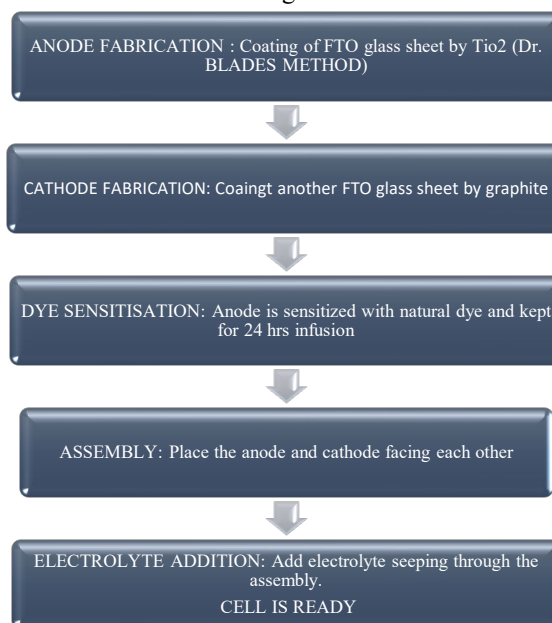 ANODE FABRICATION : Coating of FTO glass sheet by Tio2 (Dr.
BLADES METHOD)
CATHODE FABRICATION: Coaingt another FTO glass sheet by graphite
DYE SENSITISATION: Anode is sensitized with natural dye and kept
for 24 hrs infusion
ASSEMBLY: Place the anode and cathode facing each other
ELECTROLYTE ADDITION: Add electrolyte seeping through the
assembly.
CELL IS READY